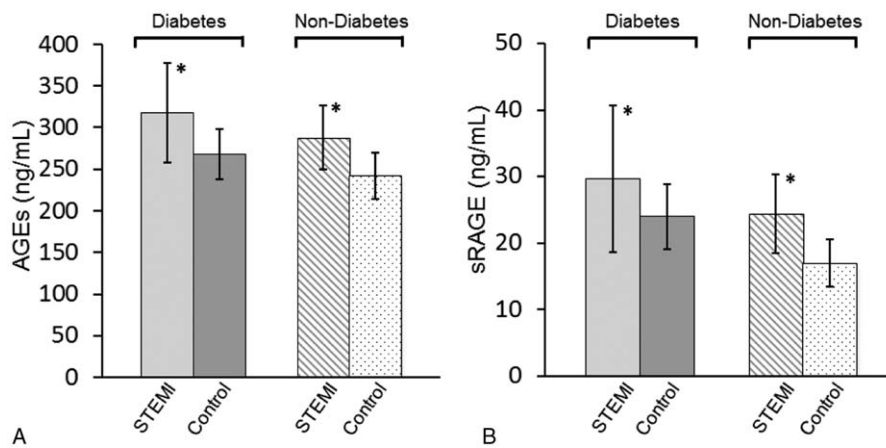 Diabetes Non-Diabetes
400
350
300
250
200
150
100
50
0
AGEs (ng/mL)
*
*
STEMI Control STEMI Control
A
Diabetes Non-Diabetes
50
40
30
20
10
0
sRAGE (ng/mL)
*
*
STEMI Control STEMI Control
B